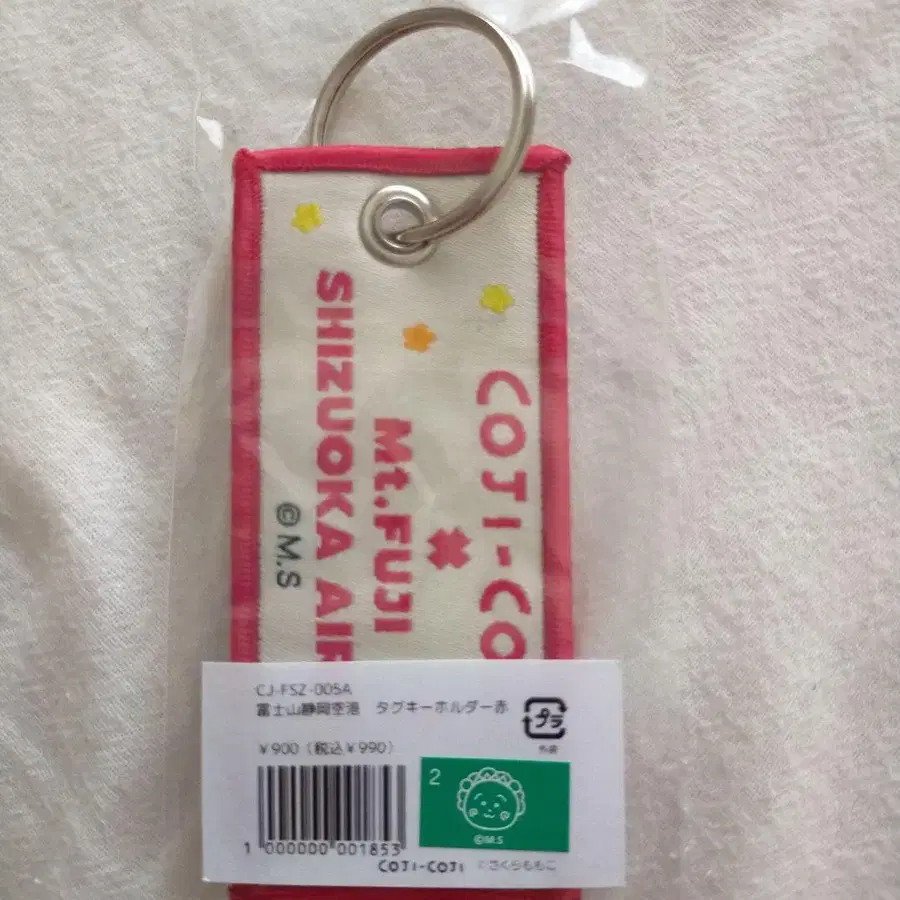 COJI-CO
×
Mt.FUJI
SHIZUOKA AIR
©M.S
CJ-FSZ-005A
富士山静岡空港 タグキーホルダー赤
¥900(税込¥990)
プラ
外袋
2
©M.S
1 000000 001853
COJI-COJI ©さくらももこ